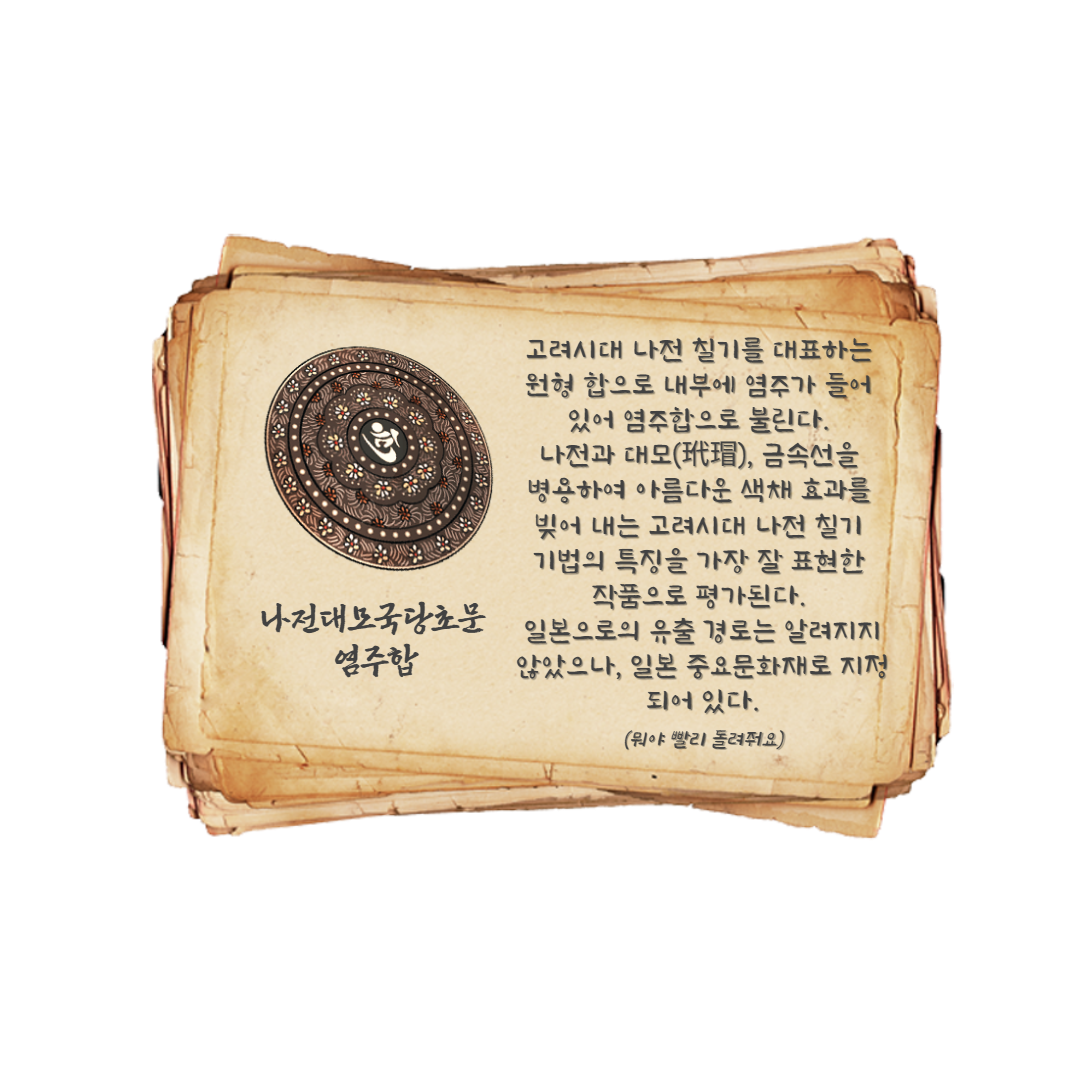 나전대모국당초문
염주합
고려시대 나전 칠기를 대표하는
원형 합으로 내부에 염주가 들어
있어 염주합으로 불린다.
나전과 대모(玳瑁), 금속선을
병용하여 아름다운 색채 효과를
빚어 내는 고려시대 나전 칠기
기법의 특징을 가장 잘 표현한
작품으로 평가된다.
일본으로의 유출 경로는 알려지지
않았으나, 일본 중요문화재로 지정
되어 있다.
(뭐야 빨리 돌려줘요)